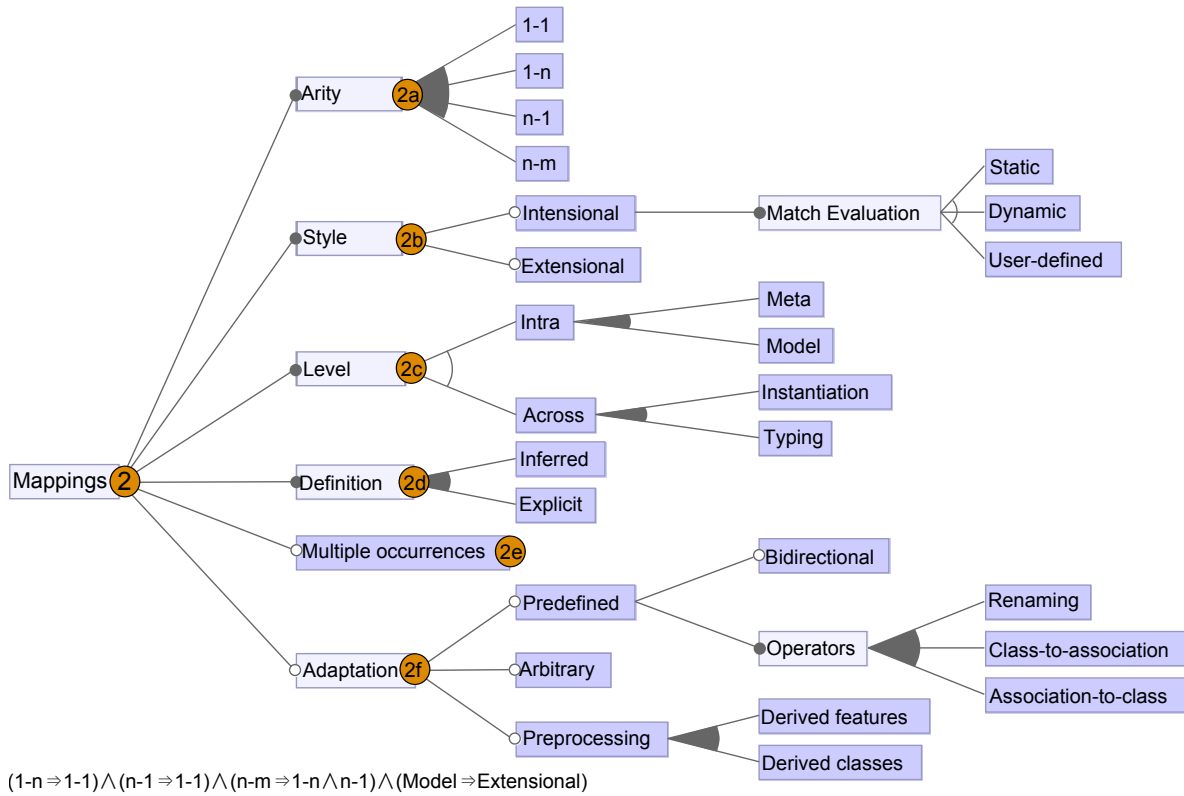 Mappings 2
Arity 2a
1-1
1-n
n-1
n-m
Style 2b
Intensional
Match Evaluation
Static
Dynamic
User-defined
Extensional
Level 2c
Intra
Meta
Model
Across
Instantiation
Typing
Definition 2d
Inferred
Explicit
Multiple occurrences 2e
Adaptation 2f
Predefined
Bidirectional
Operators
Renaming
Class-to-association
Association-to-class
Arbitrary
Preprocessing
Derived features
Derived classes
(1-n⇒1-1)∧(n-1⇒1-1)∧(n-m⇒1-n∧n-1)∧(Model⇒Extensional)